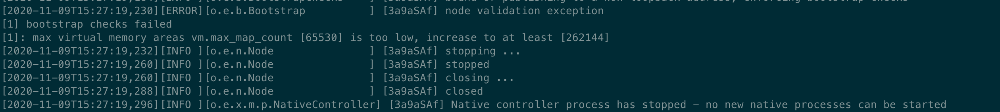 [2020-11-09T15:27:19,230][ERROR][o.e.b.Bootstrap          ] [3a9aSAf] node validation exception
[1] bootstrap checks failed
[1]: max virtual memory areas vm.max_map_count [65530] is too low, increase to at least [262144]
[2020-11-09T15:27:19,232][INFO ][o.e.n.Node               ] [3a9aSAf] stopping ...
[2020-11-09T15:27:19,260][INFO ][o.e.n.Node               ] [3a9aSAf] stopped
[2020-11-09T15:27:19,260][INFO ][o.e.n.Node               ] [3a9aSAf] closing ...
[2020-11-09T15:27:19,288][INFO ][o.e.n.Node               ] [3a9aSAf] closed
[2020-11-09T15:27:19,296][INFO ][o.e.x.m.p.NativeController] [3a9aSAf] Native controller process has stopped - no new native processes can be started